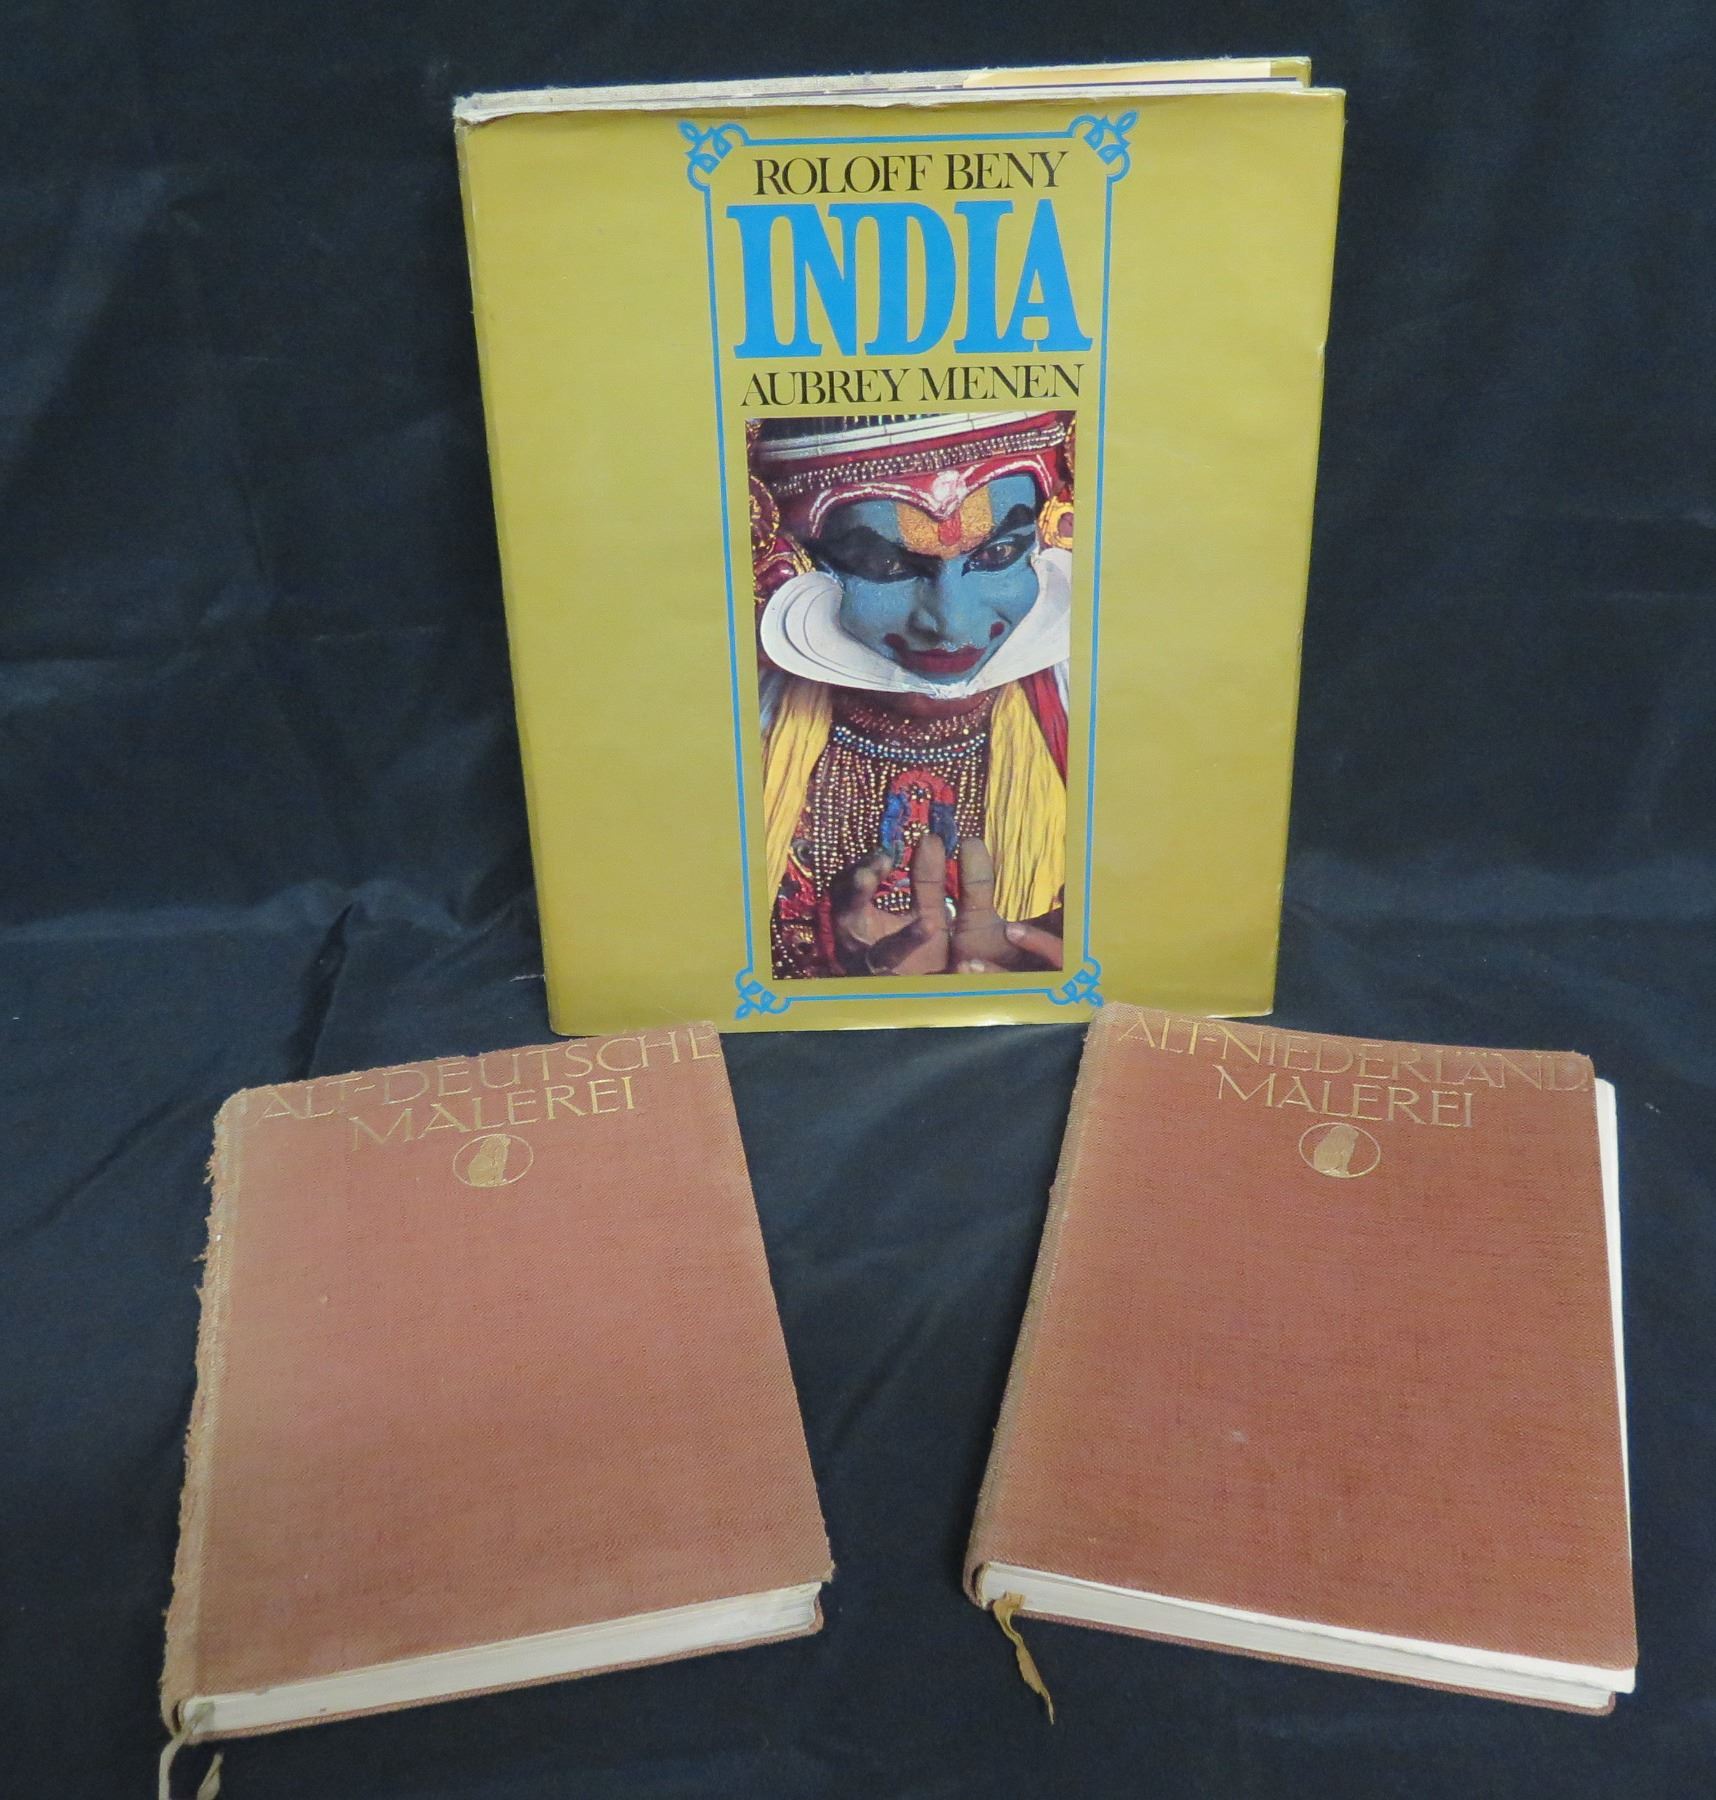 ROLOFF BENY
INDIA
AUBREY MENEN
ALT-DEUTSCHE
MALEREI
ALT-NIEDERLÄND.
MALEREI